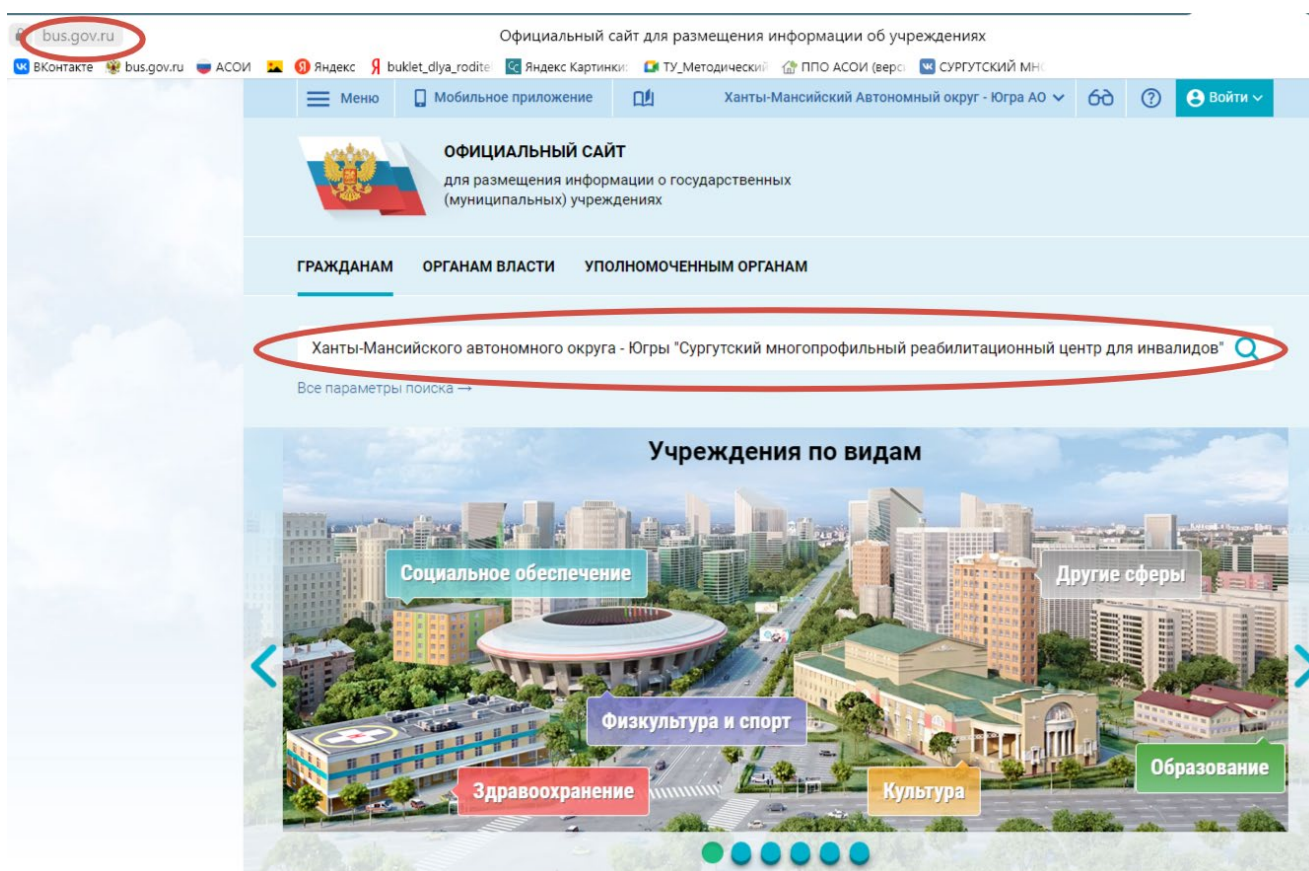 bus.gov.ru
Официальный сайт для размещения информации об учреждениях
ВКонтакте bus.gov.ru АСОИ Яндекс buklet_dlya_rodite Яндекс Картинки: ТУ_Методический ППО АСОИ (верс СУРГУТСКИЙ МН
Меню Мобильное приложение Ханты-Мансийский Автономный округ - Югра АО Войти
ОФИЦИАЛЬНЫЙ САЙТ
для размещения информации о государственных
(муниципальных) учреждениях
ГРАЖДАНАМ ОРГАНАМ ВЛАСТИ УПОЛНОМОЧЕННЫМ ОРГАНАМ
Ханты-Мансийского автономного округа - Югры "Сургутский многопрофильный реабилитационный центр для инвалидов"
Все параметры поиска →
Учреждения по видам
Социальное обеспечение
Другие сферы
Физкультура и спорт
Образование
Здравоохранение
Культура